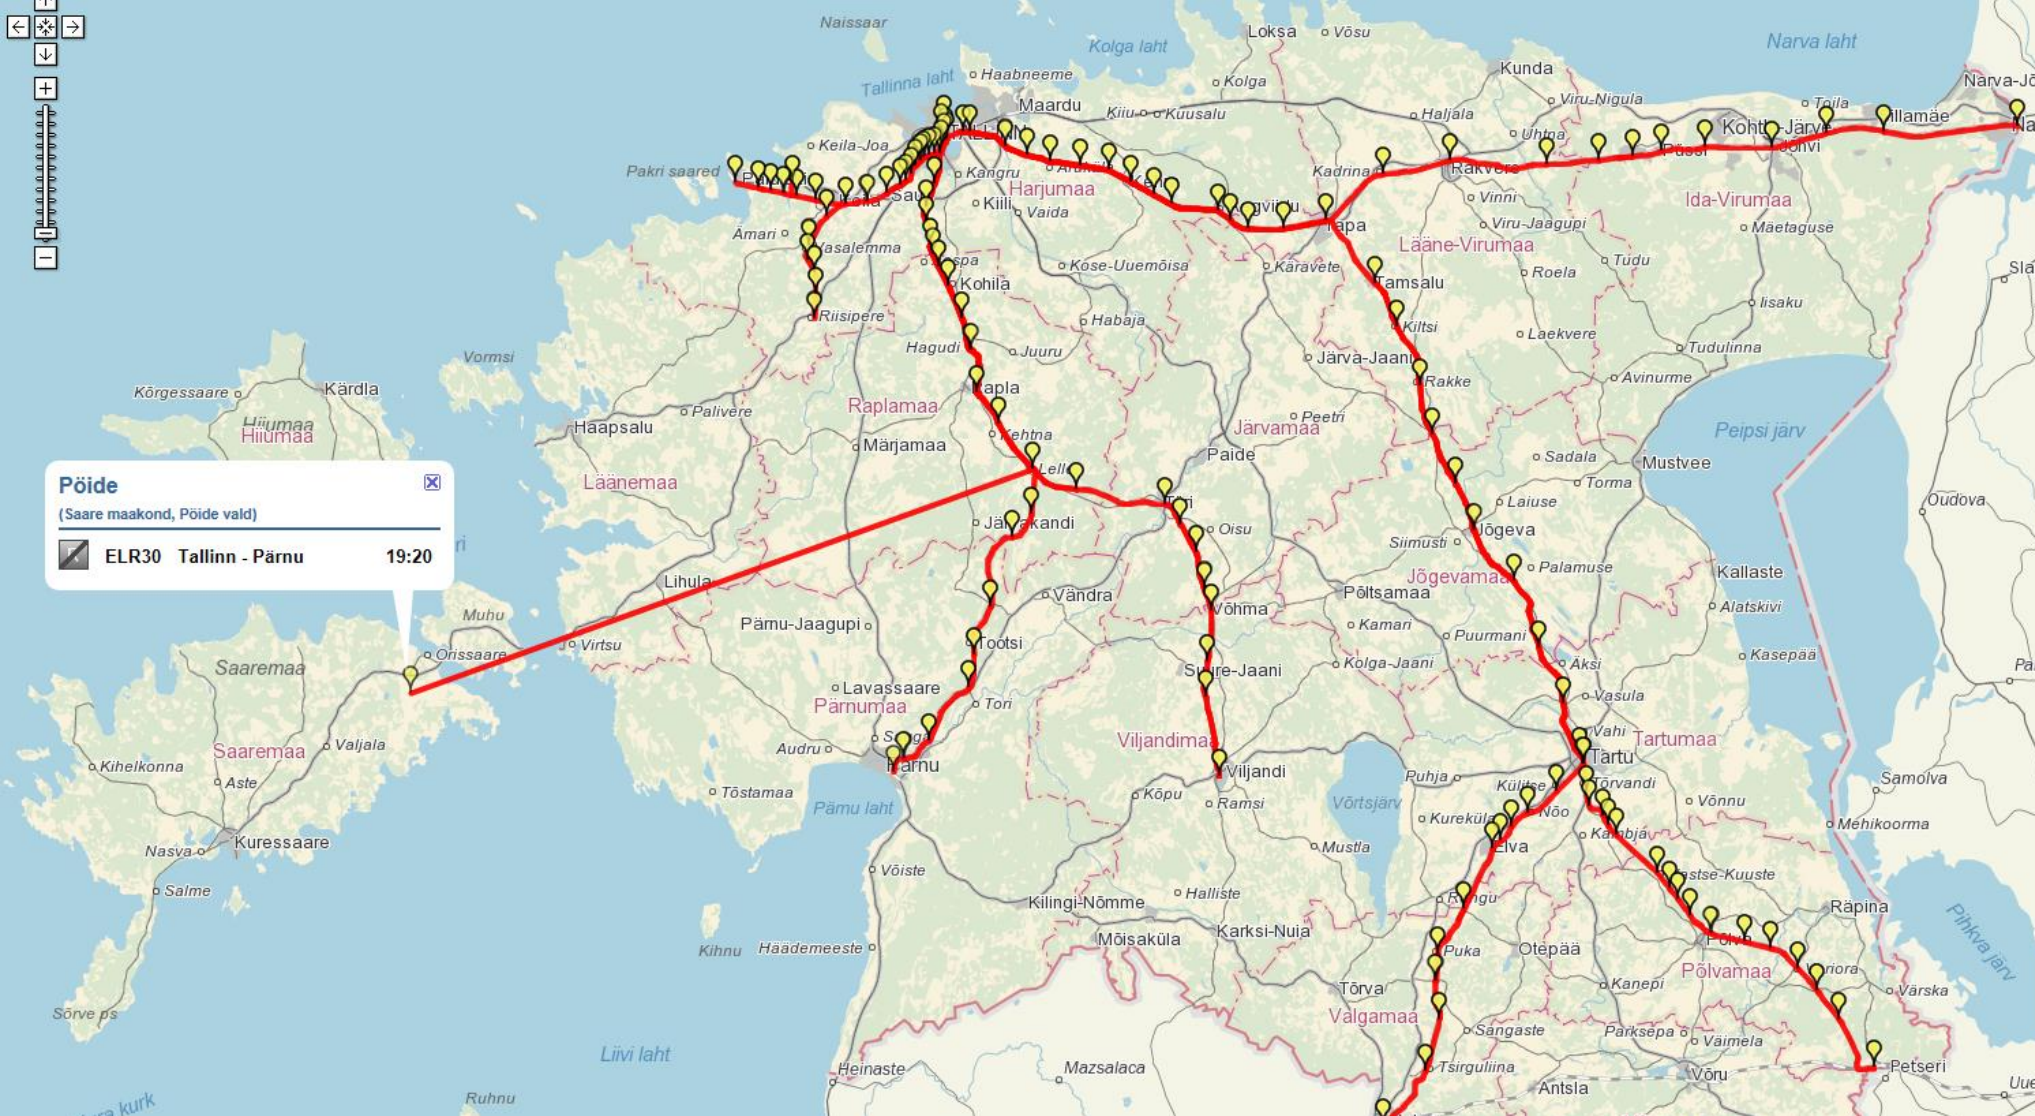 Naissaar
Loksa
Võsu
Kolga laht
Narva laht
Tallinna laht
Haabneeme
Kolga
Kunda
Narva-Jõ
Maardu
Kiiu
Kuusalu
Haljala
Viru-Nigula
Toila
Sillamäe
Keila-Joa
Uhtna
Kohtla-Järve
Jõhvi
Püssi
Pakri saared
Kangru
Harjumaa
Kadrina
Rakvere
Kiili
Vaida
Vinni
Ida-Virumaa
Ämari
Vasalemma
Tapa
Viru-Jaagupi
Mäetaguse
Lääne-Virumaa
Kose-Uuemõisa
Käravete
Roela
Tudu
Kohila
Tamsalu
Iisaku
Riisipere
Habaja
Kiltsi
Laekvere
Vormsi
Hagudi
Juuru
Järva-Jaani
Tudulinna
Kõrgessaare
Kärdla
Rapla
Rakke
Avinurme
Hiiumaa
Hiiumaa
Haapsalu
Palivere
Raplamaa
Peetri
Järvamaa
Peipsi järv
Märjamaa
Kehtna
Paide
Sadala
Mustvee
Läänemaa
Lelle
Torma
Oudova
Pöide
(Saare maakond, Pöide vald)
ELR30 Tallinn - Pärnu 19:20
Türi
Laiuse
Järvakandi
Oisu
Jõgeva
Siimusti
Lihula
Jõgevamaa
Palamuse
Kallaste
Vändra
Võhma
Põltsamaa
Alatskivi
Muhu
Pärnu-Jaagupi
Kamari
Puurmani
Orissaare
Virtsu
Tootsi
Saaremaa
Suure-Jaani
Kolga-Jaani
Äksi
Kasepää
Lavassaare
Vasula
Pärnumaa
Tori
Saaremaa
Valjala
Audru
Viljandimaa
Vahi
Tartumaa
Kihelkonna
Pärnu
Viljandi
Tartu
Aste
Tõstamaa
Pärnu laht
Kõpu
Ramsi
Võrtsjärv
Puhja
Külitse
Tõrvandi
Võnnu
Samolva
Nõo
Kureküla
Mehikoorma
Nasva
Kuressaare
Mustla
Elva
Kambja
Võiste
Salme
Halliste
Kilingi-Nõmme
Rõngu
Vastse-Kuuste
Räpina
Kihnu
Häädemeeste
Mõisaküla
Karksi-Nuia
Puka
Otepää
Põlva
Pihkva järv
Tõrva
Põlvamaa
Kanepi
Veriora
Värska
Sõrve ps
Valgamaa
Sangaste
Parksepa
Väimela
Liivi laht
Heinaste
Mazsalaca
Tsirguliina
Võru
Petseri
Antsla
Ruhnu
kurk